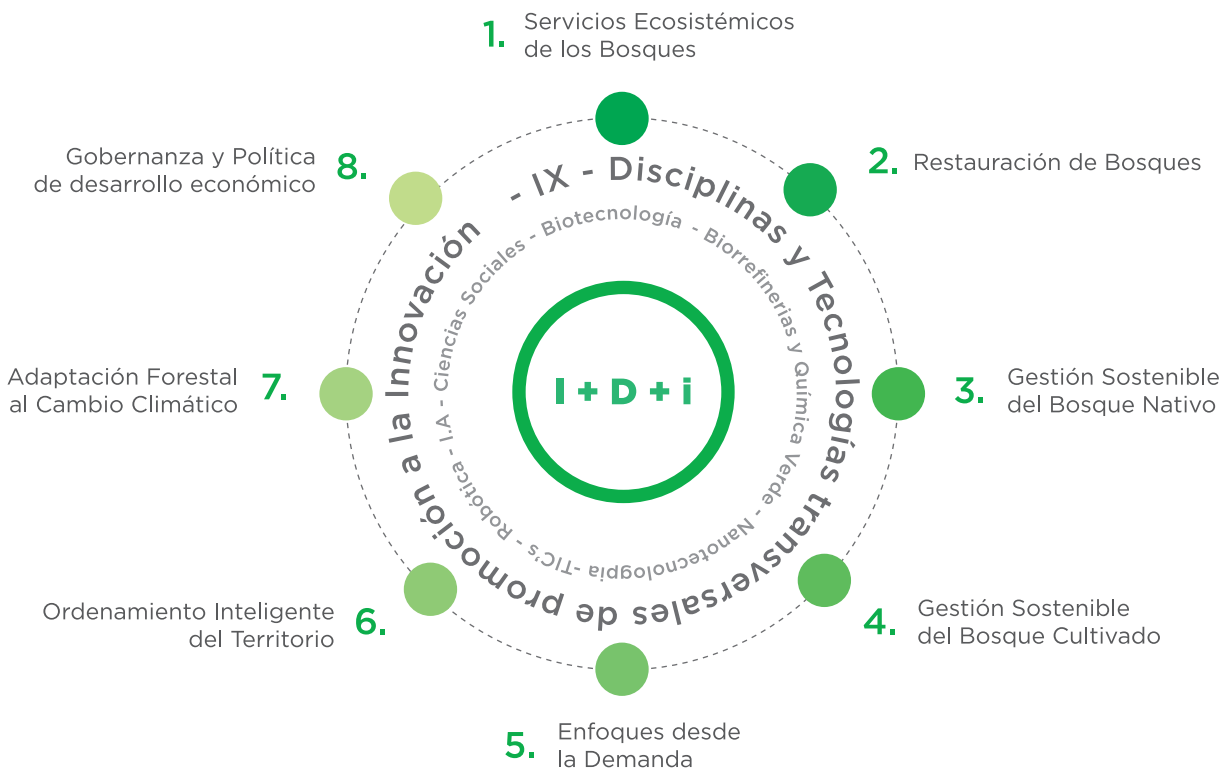 1.
Servicios Ecosistémicos
de los Bosques
2.
Restauración de Bosques
3.
Gestión Sostenible
del Bosque Nativo
4.
Gestión Sostenible
del Bosque Cultivado
5.
Enfoques desde
la Demanda
6.
Ordenamiento Inteligente
del Territorio
7.
Adaptación Forestal
al Cambio Climático
8.
Gobernanza y Política
de desarrollo económico
- IX - Disciplinas y Tecnologías transversales de promoción a la Innovación
- Biotecnología - Biorrefinerias y Química Verde - Nanotecnologpia -TIC's - Robótica - I.A - Ciencias Sociales
I + D + i